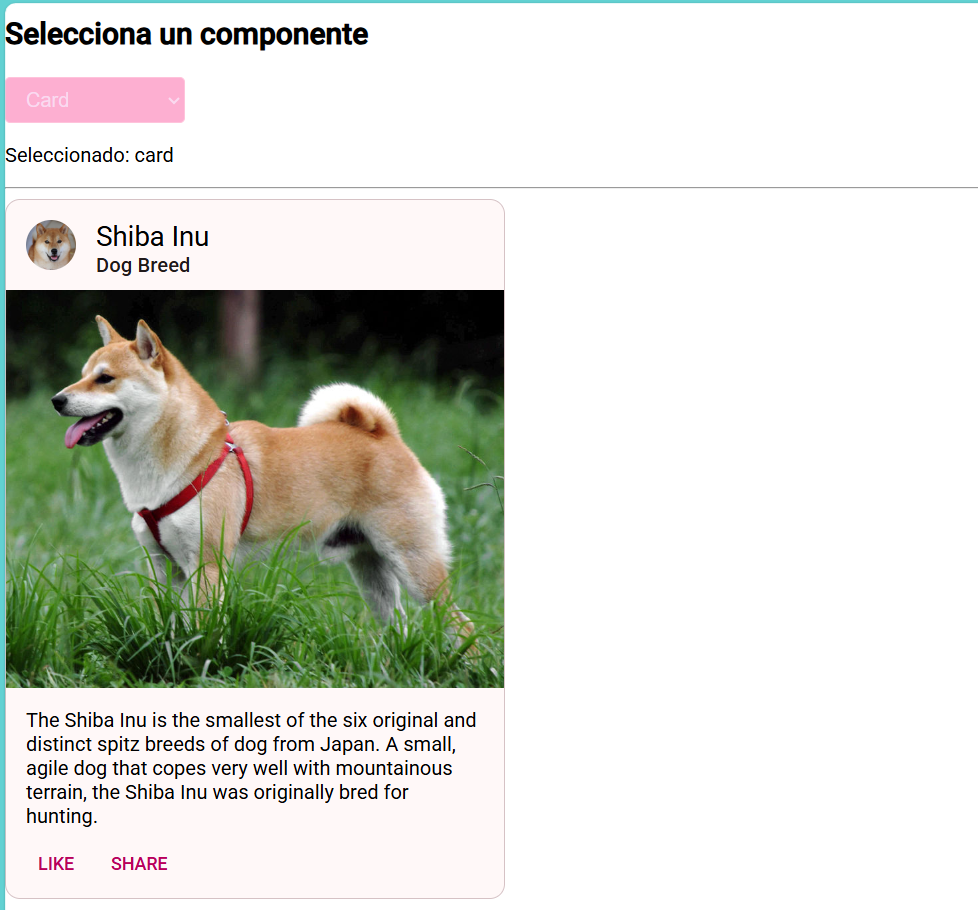 Selecciona un componente
Card
Seleccionado: card
Shiba Inu
Dog Breed
The Shiba Inu is the smallest of the six original and
distinct spitz breeds of dog from Japan. A small,
agile dog that copes very well with mountainous
terrain, the Shiba Inu was originally bred for
hunting.
LIKE SHARE